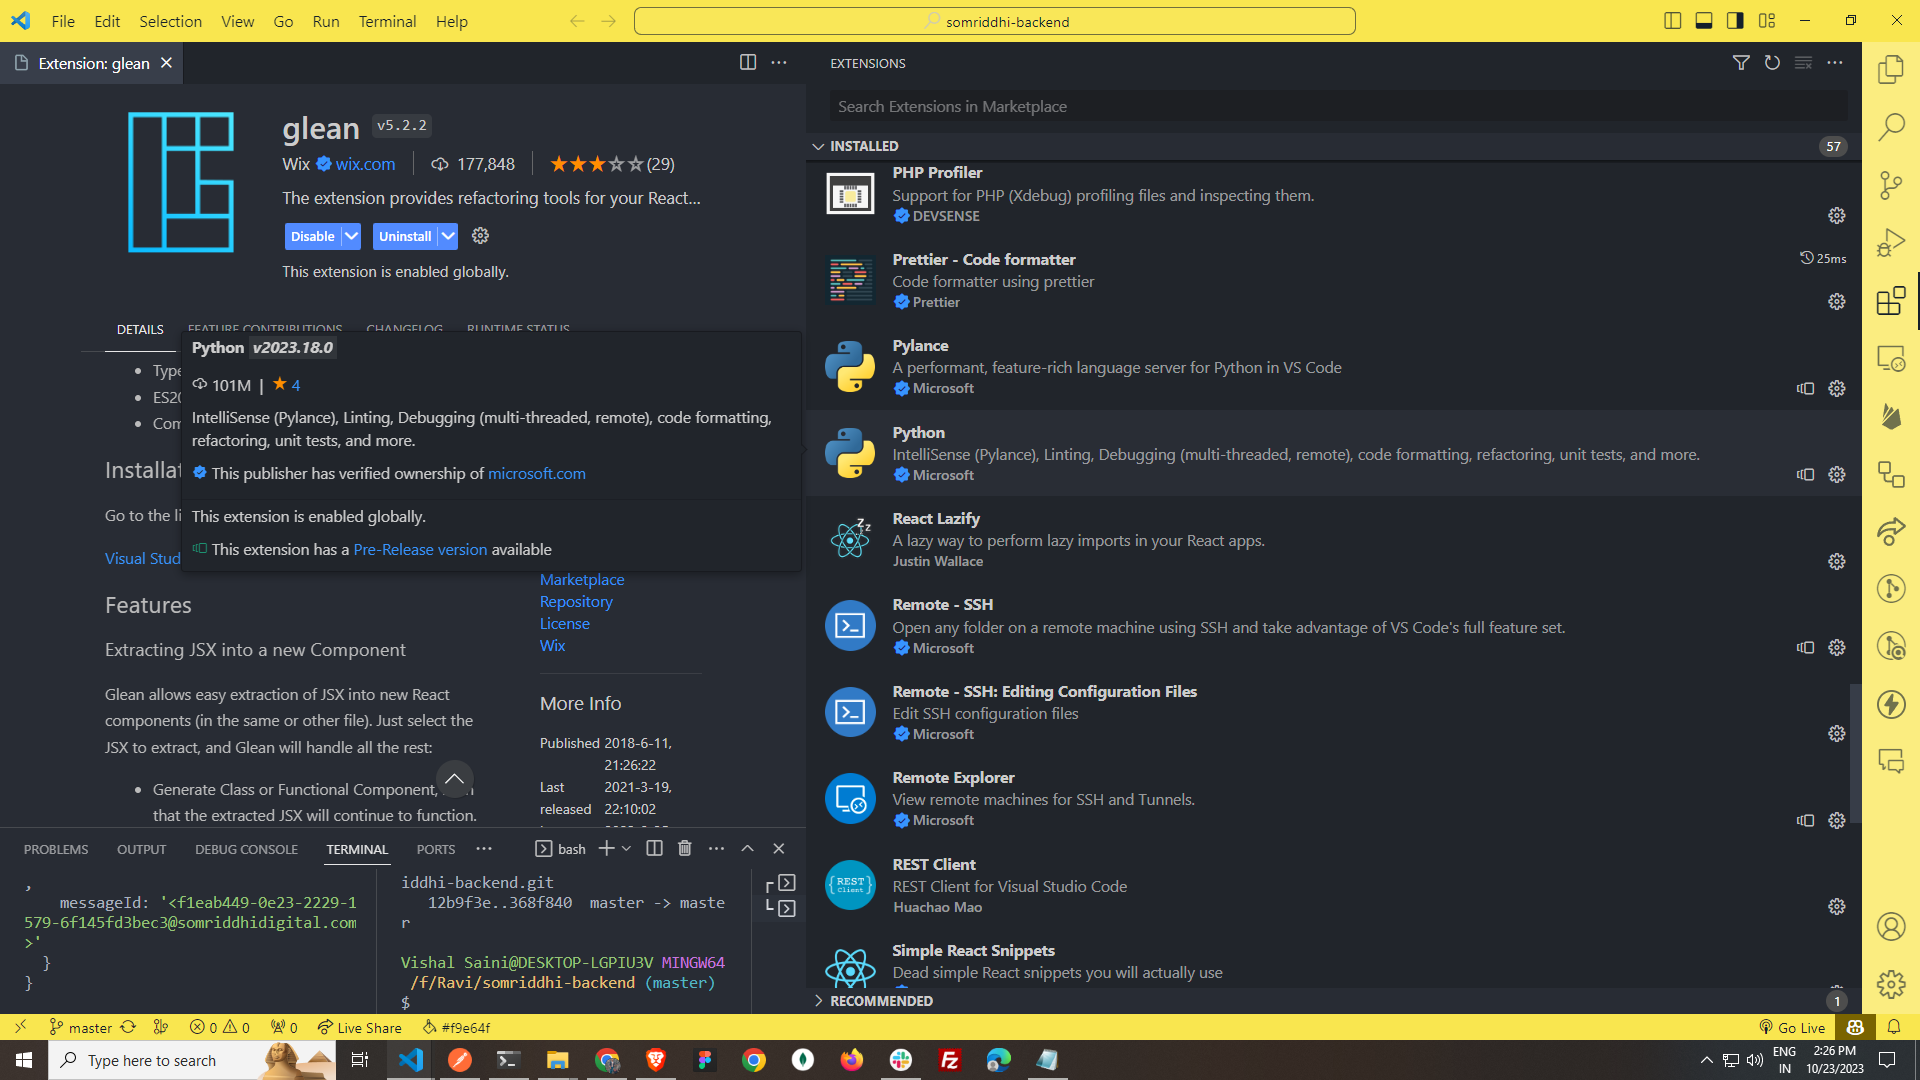 File Edit Selection View Go Run Terminal Help
somriddhi-backend
Extension: glean
glean v5.2.2
Wix wix.com 177,848 (29)
The extension provides refactoring tools for your React...
Disable Uninstall
This extension is enabled globally.
DETAILS FEATURE CONTRIBUTIONS CHANGELOG RUNTIME STATUS
Type
ES20
Com
Python v2023.18.0
101M | 4
IntelliSense (Pylance), Linting, Debugging (multi-threaded, remote), code formatting,
refactoring, unit tests, and more.
This publisher has verified ownership of microsoft.com
This extension is enabled globally.
This extension has a Pre-Release version available
Installat
Go to the li
Visual Stud
Features
Extracting JSX into a new Component
Glean allows easy extraction of JSX into new React
components (in the same or other file). Just select the
JSX to extract, and Glean will handle all the rest:
Generate Class or Functional Component,
that the extracted JSX will continue to function.
Marketplace
Repository
License
Wix
More Info
Published 2018-6-11,
21:26:22
Last 2021-3-19,
released 22:10:02
PROBLEMS OUTPUT DEBUG CONSOLE TERMINAL PORTS
bash
,
messageId: '<f1eab449-0e23-2229-1
579-6f145fd3bec3@somriddhidigital.com
>'
}
}
iddhi-backend.git
12b9f3e..368f840 master -> maste
r
Vishal Saini@DESKTOP-LGPIU3V MINGW64
/f/Ravi/somriddhi-backend (master)
$
EXTENSIONS
Search Extensions in Marketplace
INSTALLED 57
PHP Profiler
Support for PHP (Xdebug) profiling files and inspecting them.
DEVSENSE
Prettier - Code formatter 25ms
Code formatter using prettier
Prettier
Pylance
A performant, feature-rich language server for Python in VS Code
Microsoft
Python
IntelliSense (Pylance), Linting, Debugging (multi-threaded, remote), code formatting, refactoring, unit tests, and more.
Microsoft
React Lazify
A lazy way to perform lazy imports in your React apps.
Justin Wallace
Remote - SSH
Open any folder on a remote machine using SSH and take advantage of VS Code's full feature set.
Microsoft
Remote - SSH: Editing Configuration Files
Edit SSH configuration files
Microsoft
Remote Explorer
View remote machines for SSH and Tunnels.
Microsoft
{REST}
Client
REST Client
REST Client for Visual Studio Code
Huachao Mao
Simple React Snippets
Dead simple React snippets you will actually use
RECOMMENDED 1
master 0 0 0 Live Share #f9e64f Go Live
Type here to search
ENG
IN
2:26 PM
10/23/2023